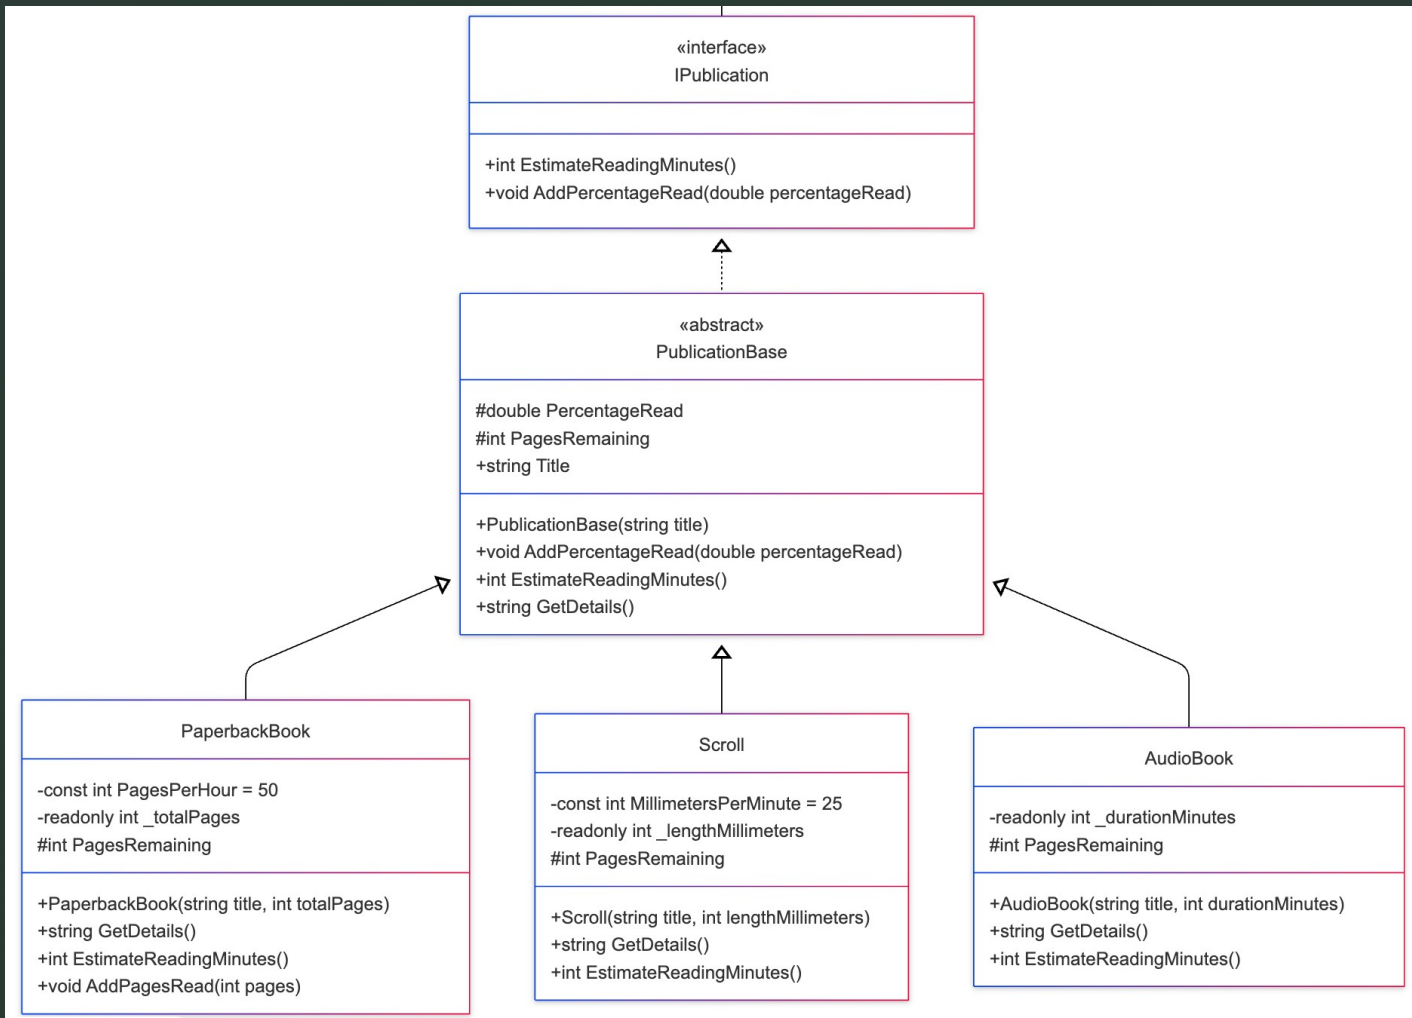 «interface»
IPublication
+int EstimateReadingMinutes()
+void AddPercentageRead(double percentageRead)
«abstract»
PublicationBase
#double PercentageRead
#int PagesRemaining
+string Title
+PublicationBase(string title)
+void AddPercentageRead(double percentageRead)
+int EstimateReadingMinutes()
+string GetDetails()
PaperbackBook
-const int PagesPerHour = 50
-readonly int _totalPages
#int PagesRemaining
+PaperbackBook(string title, int totalPages)
+string GetDetails()
+int EstimateReadingMinutes()
+void AddPagesRead(int pages)
Scroll
-const int MillimetersPerMinute = 25
-readonly int _lengthMillimeters
#int PagesRemaining
+Scroll(string title, int lengthMillimeters)
+string GetDetails()
+int EstimateReadingMinutes()
AudioBook
-readonly int _durationMinutes
#int PagesRemaining
+AudioBook(string title, int durationMinutes)
+string GetDetails()
+int EstimateReadingMinutes()